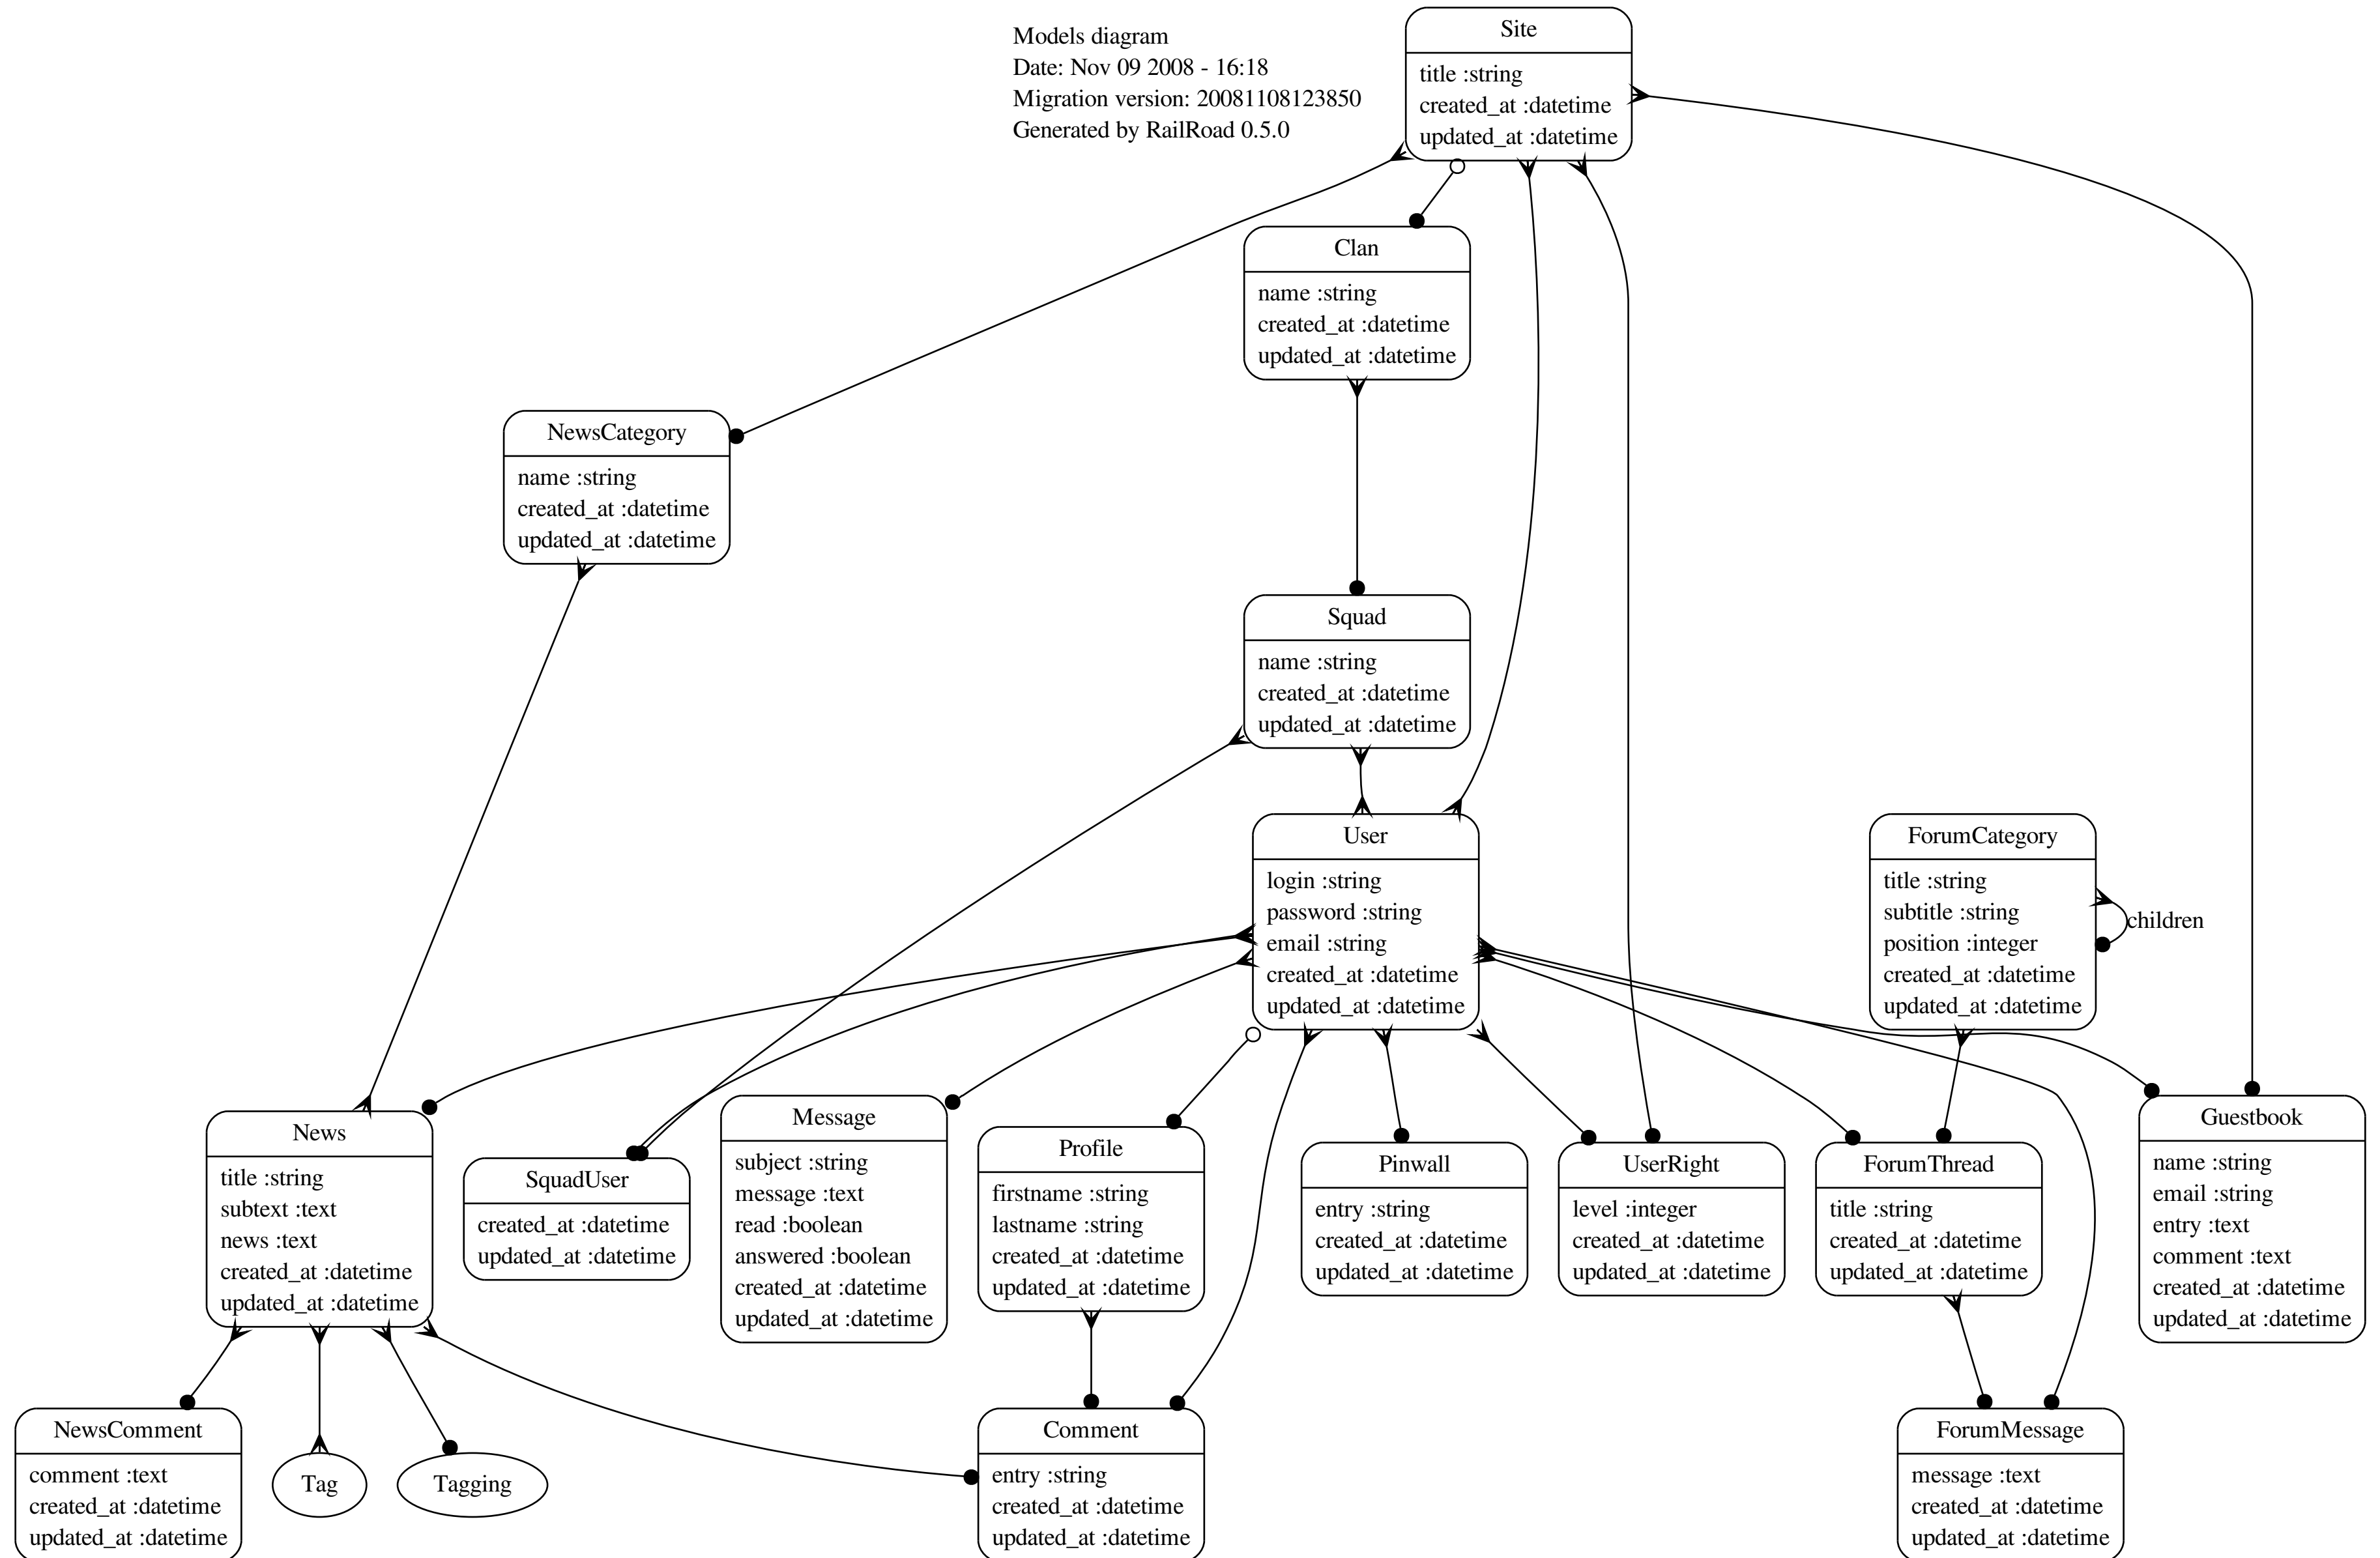 Models diagram
Date: Nov 09 2008 - 16:18
Migration version: 20081108123850
Generated by RailRoad 0.5.0
Site
title :string
created_at :datetime
updated_at :datetime
Clan
name :string
created_at :datetime
updated_at :datetime
NewsCategory
name :string
created_at :datetime
updated_at :datetime
Squad
name :string
created_at :datetime
updated_at :datetime
User
login :string
password :string
email :string
created_at :datetime
updated_at :datetime
ForumCategory
title :string
subtitle :string
position :integer
created_at :datetime
updated_at :datetime
children
News
title :string
subtext :text
news :text
created_at :datetime
updated_at :datetime
SquadUser
created_at :datetime
updated_at :datetime
Message
subject :string
message :text
read :boolean
answered :boolean
created_at :datetime
updated_at :datetime
Profile
firstname :string
lastname :string
created_at :datetime
updated_at :datetime
Pinwall
entry :string
created_at :datetime
updated_at :datetime
UserRight
level :integer
created_at :datetime
updated_at :datetime
ForumThread
title :string
created_at :datetime
updated_at :datetime
Guestbook
name :string
email :string
entry :text
comment :text
created_at :datetime
updated_at :datetime
NewsComment
comment :text
created_at :datetime
updated_at :datetime
Tag
Tagging
Comment
entry :string
created_at :datetime
updated_at :datetime
ForumMessage
message :text
created_at :datetime
updated_at :datetime